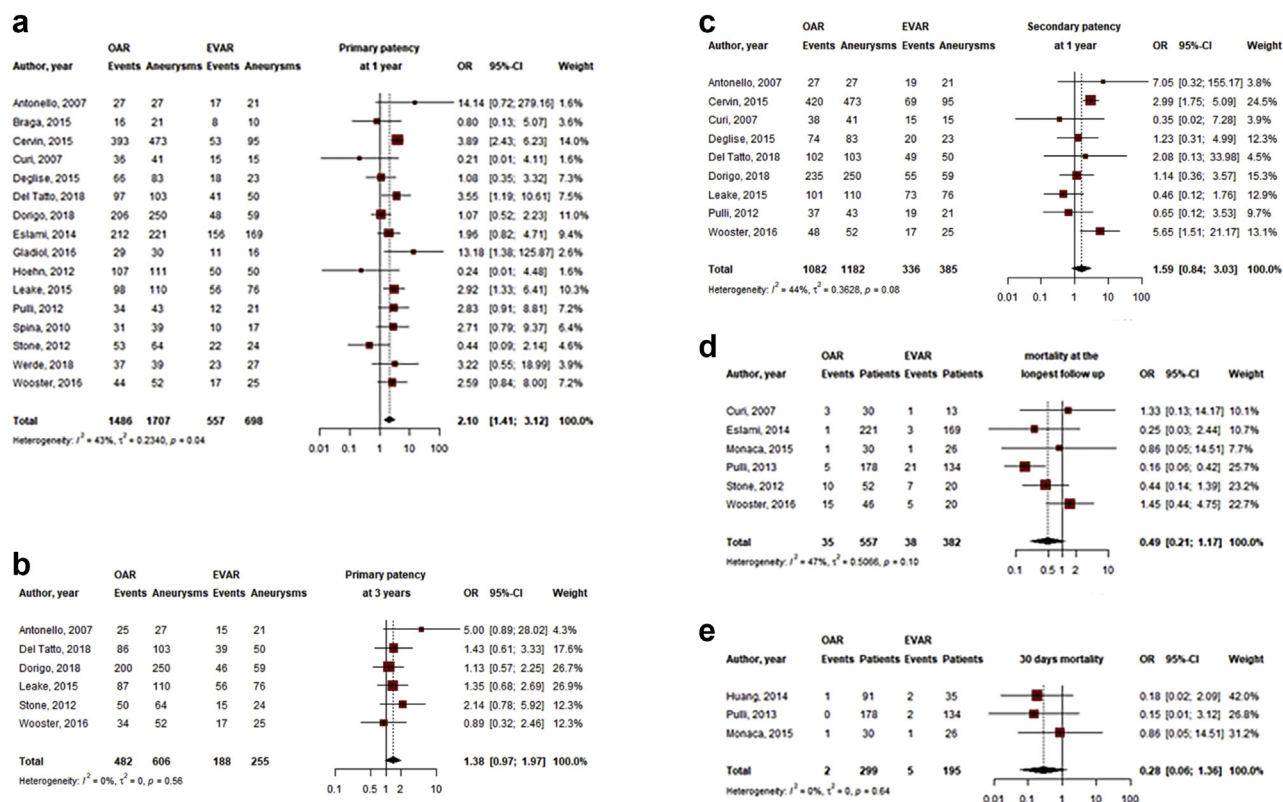 a
OAR EVAR Primary patency
Author, year Events Aneurysms Events Aneurysms at 1 year OR 95%-CI Weight
Antonello, 2007 27 27 17 21 14.14 [0.72; 279.16] 1.6%
Braga, 2015 16 21 8 10 0.80 [0.13; 5.07] 3.6%
Cervin, 2015 393 473 53 95 3.89 [2.43; 6.23] 14.0%
Curi, 2007 36 41 15 15 0.21 [0.01; 4.11] 1.7%
Deglise, 2015 66 83 18 23 1.08 [0.35; 3.32] 7.3%
Del Tatto, 2018 97 103 41 50 3.55 [1.19; 10.61] 7.5%
Dorigo, 2018 206 250 48 59 1.07 [0.52; 2.23] 11.0%
Eslami, 2014 212 221 156 169 1.96 [0.82; 4.71] 9.4%
Gladiol, 2016 29 30 11 16 13.18 [1.38; 125.87] 2.6%
Hoehn, 2012 107 111 50 50 0.24 [0.01; 4.48] 1.7%
Leake, 2015 98 110 56 76 2.92 [1.33; 6.41] 10.3%
Pulli, 2012 34 43 12 21 2.83 [0.91; 8.81] 7.2%
Spina, 2010 31 39 10 17 2.71 [0.79; 9.37] 6.4%
Stone, 2012 53 64 22 24 0.44 [0.09; 2.14] 4.6%
Werde, 2018 37 39 23 27 3.22 [0.55; 18.99] 3.9%
Wooster, 2016 44 52 17 25 2.59 [0.84; 8.00] 7.2%
Total 1486 1707 557 698 2.10 [1.41; 3.12] 100.0%
Heterogeneity: I² = 43%, τ² = 0.2340, p = 0.04
0.01 0.1 1 10 100
b
OAR EVAR Primary patency
Author, year Events Aneurysms Events Aneurysms at 3 years OR 95%-CI Weight
Antonello, 2007 25 27 15 21 5.00 [0.89; 28.02] 4.3%
Del Tatto, 2018 86 103 39 50 1.43 [0.61; 3.33] 17.6%
Dorigo, 2018 200 250 46 59 1.13 [0.57; 2.25] 26.7%
Leake, 2015 87 110 56 76 1.35 [0.68; 2.69] 26.9%
Stone, 2012 50 64 15 24 2.14 [0.78; 5.92] 12.3%
Wooster, 2016 34 52 17 25 0.89 [0.32; 2.46] 12.3%
Total 482 606 188 255 1.38 [0.97; 1.97] 100.0%
Heterogeneity: I² = 0%, τ² = 0, p = 0.56
0.1 0.5 1 2 10
c
OAR EVAR Secondary patency
Author, year Events Aneurysms Events Aneurysms at 1 year OR 95%-CI Weight
Antonello, 2007 27 27 19 21 7.05 [0.32; 155.17] 3.8%
Cervin, 2015 420 473 69 95 2.99 [1.75; 5.09] 24.5%
Curi, 2007 38 41 15 15 0.35 [0.02; 7.28] 3.9%
Deglise, 2015 74 83 20 23 1.23 [0.31; 4.99] 12.3%
Del Tatto, 2018 102 103 49 50 2.08 [0.13; 33.98] 4.5%
Dorigo, 2018 235 250 55 59 1.14 [0.36; 3.57] 15.3%
Leake, 2015 101 110 73 76 0.46 [0.12; 1.76] 12.9%
Pulli, 2012 37 43 19 21 0.65 [0.12; 3.53] 9.7%
Wooster, 2016 48 52 17 25 5.65 [1.51; 21.17] 13.1%
Total 1082 1182 336 385 1.59 [0.84; 3.03] 100.0%
Heterogeneity: I² = 44%, τ² = 0.3628, p = 0.08
0.01 0.1 1 10 100
d
OAR EVAR mortality at the
Author, year Events Patients Events Patients longest follow up OR 95%-CI Weight
Curi, 2007 3 30 1 13 1.33 [0.13; 14.17] 10.1%
Eslami, 2014 1 221 3 169 0.25 [0.03; 2.44] 10.7%
Monaca, 2015 1 30 1 26 0.86 [0.05; 14.51] 7.7%
Pulli, 2013 5 178 21 134 0.16 [0.06; 0.42] 25.7%
Stone, 2012 10 52 7 20 0.44 [0.14; 1.39] 23.2%
Wooster, 2016 15 46 5 20 1.45 [0.44; 4.75] 22.7%
Total 35 557 38 382 0.49 [0.21; 1.17] 100.0%
Heterogeneity: I² = 47%, τ² = 0.5066, p = 0.10
0.1 0.5 1 2 10
e
OAR EVAR
Author, year Events Patients Events Patients 30 days mortality OR 95%-CI Weight
Huang, 2014 1 91 2 35 0.18 [0.02; 2.09] 42.0%
Pulli, 2013 0 178 2 134 0.15 [0.01; 3.12] 26.8%
Monaca, 2015 1 30 1 26 0.86 [0.05; 14.51] 31.2%
Total 2 299 5 195 0.28 [0.06; 1.36] 100.0%
Heterogeneity: I² = 0%, τ² = 0, p = 0.64
0.01 0.1 1 10 100